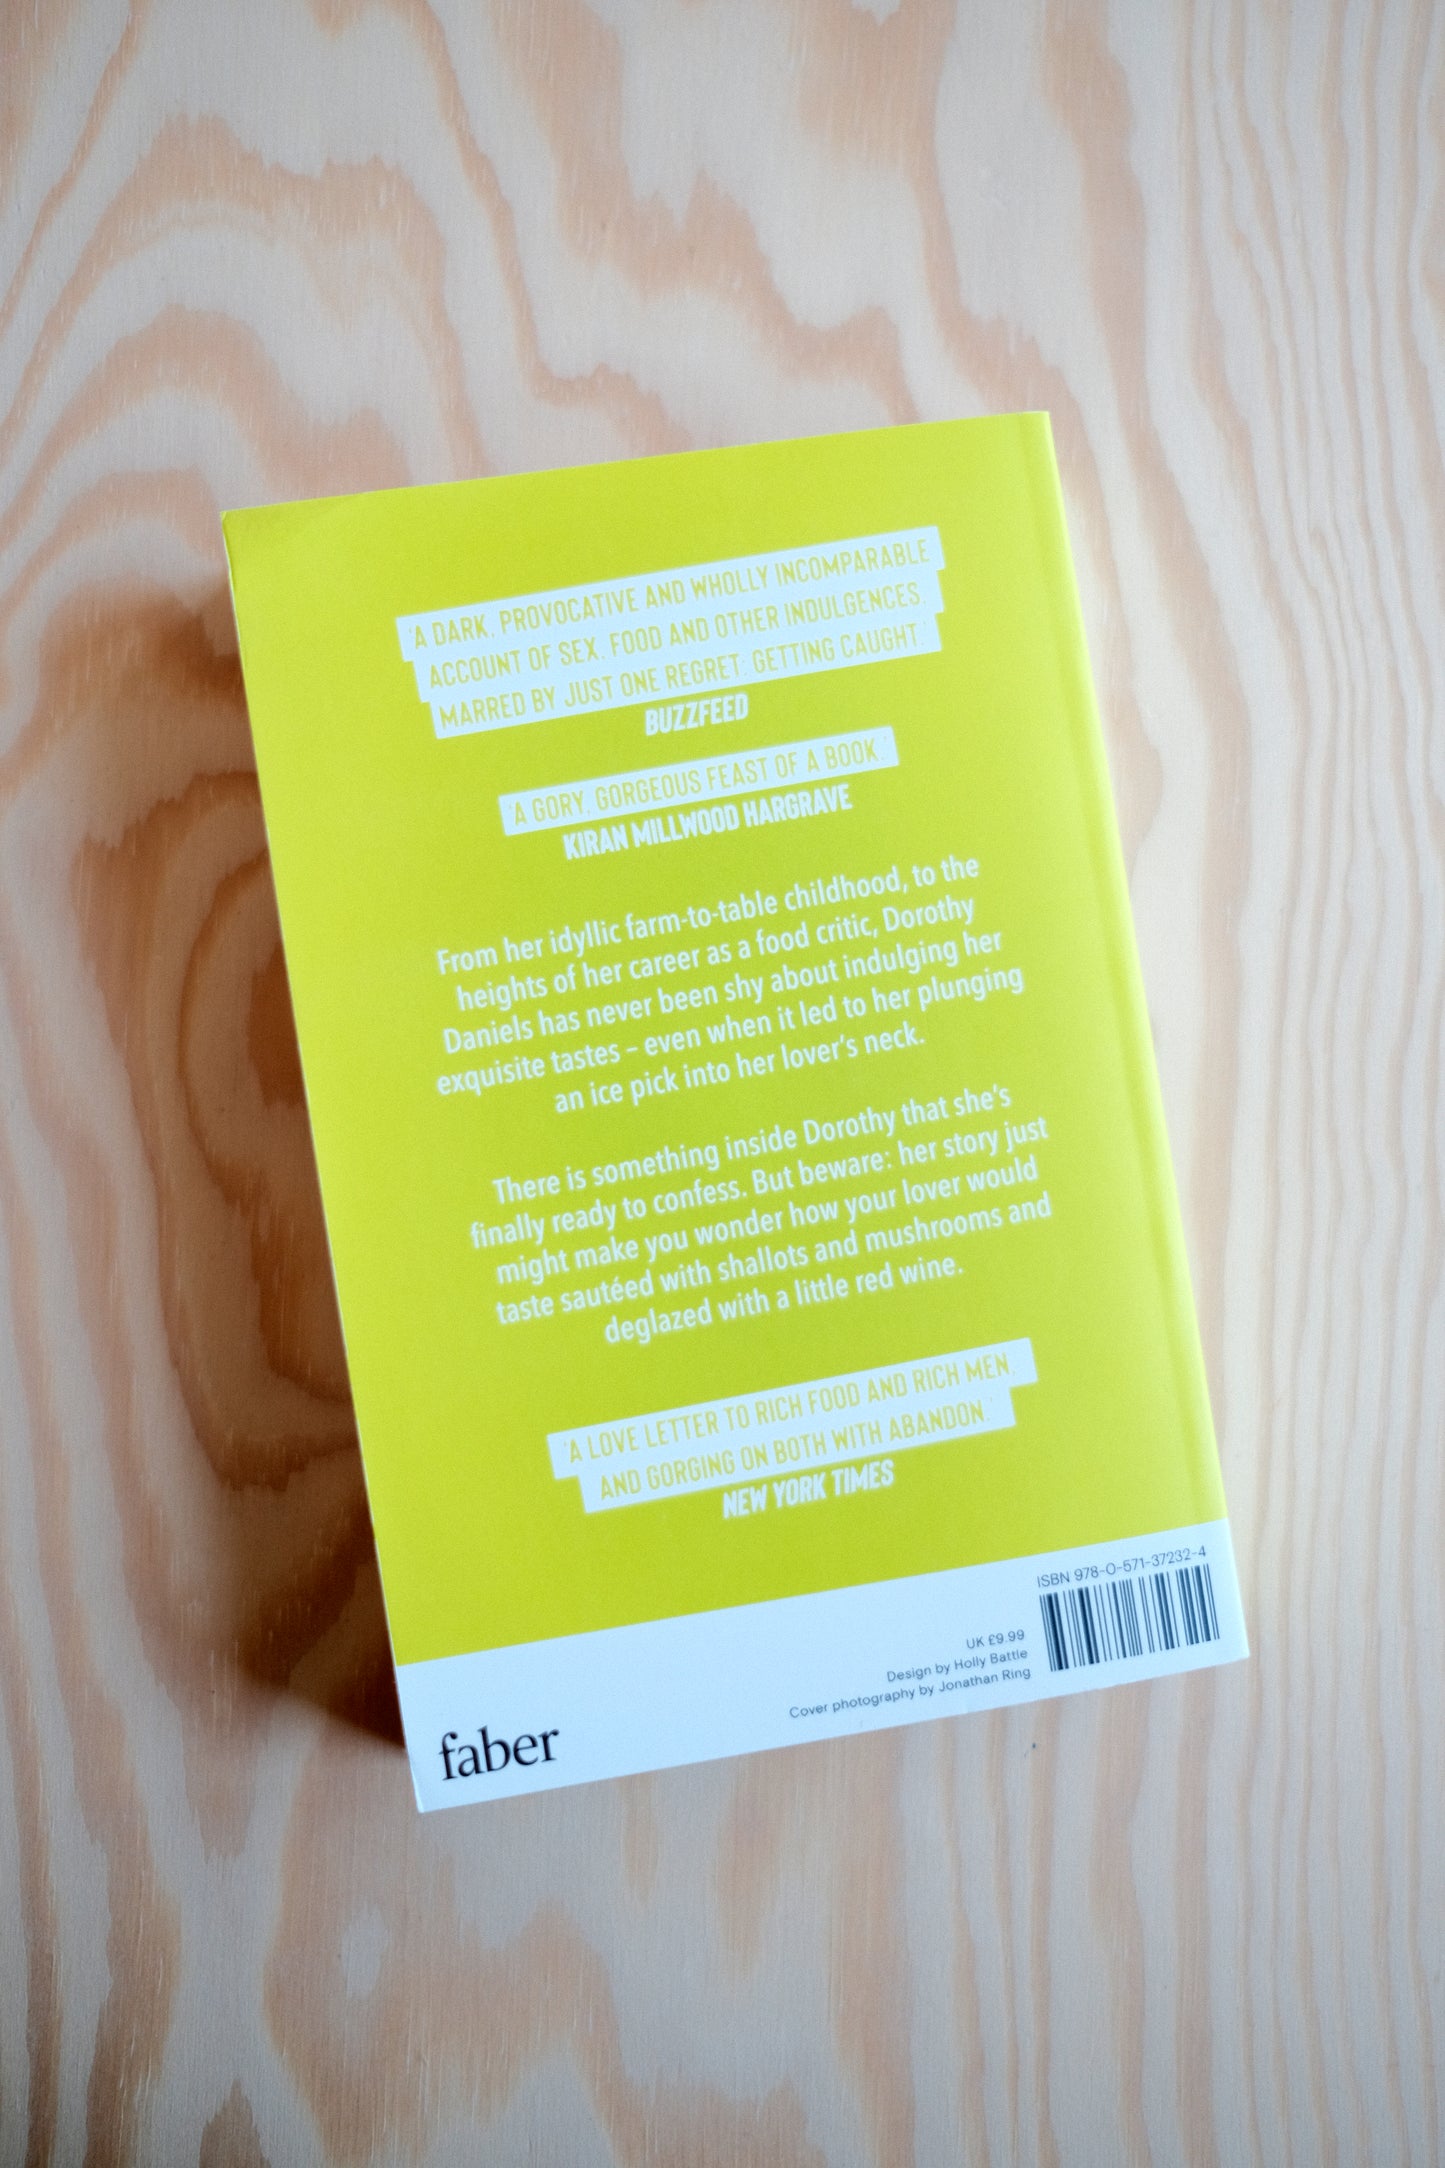 'A DARK, PROVOCATIVE AND WHOLLY INCOMPARABLE
ACCOUNT OF SEX, FOOD AND OTHER INDULGENCES,
MARRED BY JUST ONE REGRET: GETTING CAUGHT.'
BUZZFEED
'A GORY, GORGEOUS FEAST OF A BOOK.'
KIRAN MILLWOOD HARGRAVE
From her idyllic farm-to-table childhood, to the
heights of her career as a food critic, Dorothy
Daniels has never been shy about indulging her
exquisite tastes – even when it led to her plunging
an ice pick into her lover's neck.
There is something inside Dorothy that she's
finally ready to confess. But beware: her story just
might make you wonder how your lover would
taste sautéed with shallots and mushrooms and
deglazed with a little red wine.
'A LOVE LETTER TO RICH FOOD AND RICH MEN,
AND GORGING ON BOTH WITH ABANDON.'
NEW YORK TIMES
ISBN 978-0-571-37232-4
UK £9.99
Design by Holly Battle
Cover photography by Jonathan Ring
faber